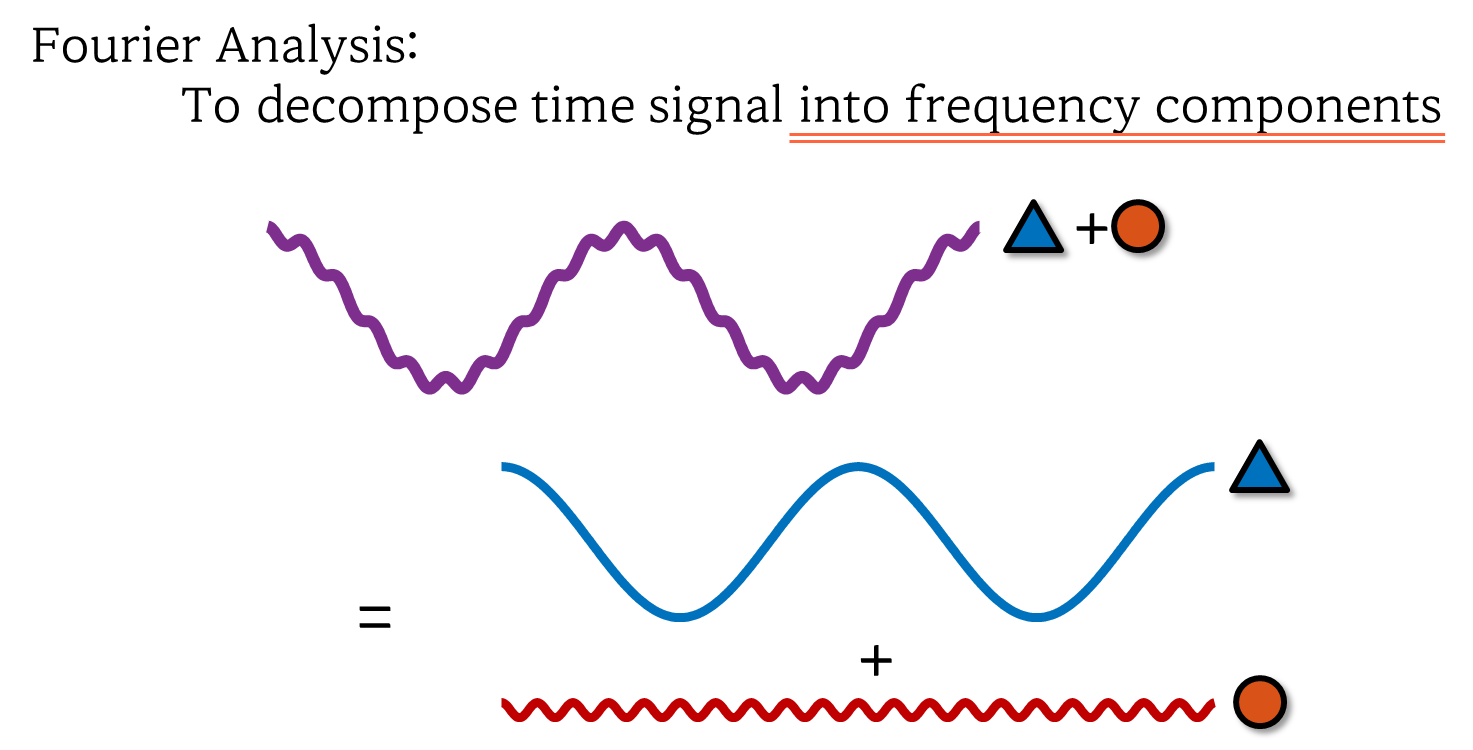 Fourier Analysis:
To decompose time signal into frequency components
+
=
+